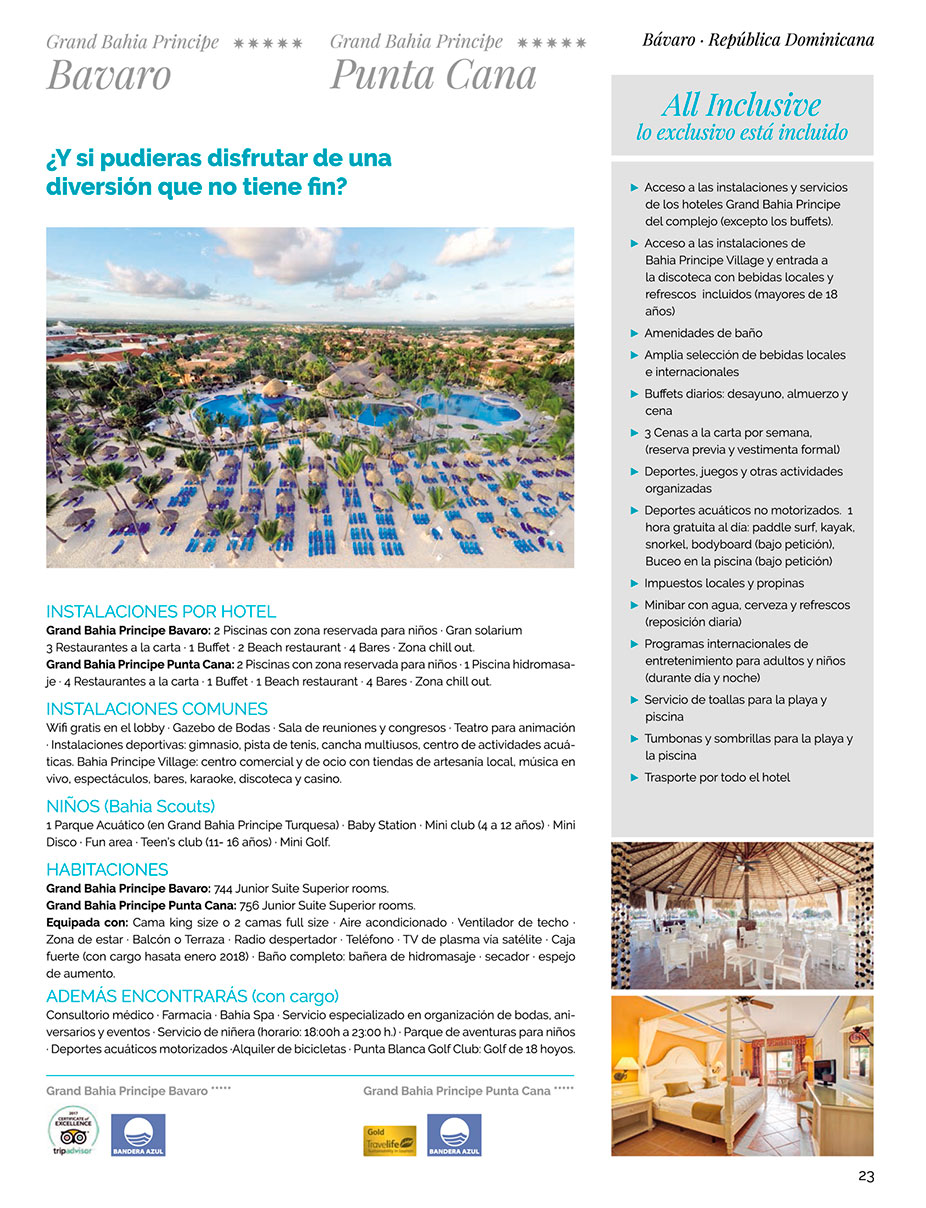 Grand Bahia Principe ★★★★★
Bavaro
Grand Bahia Principe ★★★★★
Punta Cana
Bávaro · República Dominicana
¿Y si pudieras disfrutar de una
diversión que no tiene fin?
INSTALACIONES POR HOTEL
Grand Bahia Principe Bavaro: 2 Piscinas con zona reservada para niños · Gran solarium
3 Restaurantes a la carta · 1 Buffet · 2 Beach restaurant · 4 Bares · Zona chill out.
Grand Bahia Principe Punta Cana: 2 Piscinas con zona reservada para niños · 1 Piscina hidromasa-
je · 4 Restaurantes a la carta · 1 Buffet · 1 Beach restaurant · 4 Bares · Zona chill out.
INSTALACIONES COMUNES
Wifi gratis en el lobby · Gazebo de Bodas · Sala de reuniones y congresos · Teatro para animación
· Instalaciones deportivas: gimnasio, pista de tenis, cancha multiusos, centro de actividades acuá-
ticas. Bahia Principe Village: centro comercial y de ocio con tiendas de artesanía local, música en
vivo, espectáculos, bares, karaoke, discoteca y casino.
NIÑOS (Bahia Scouts)
1 Parque Acuático (en Grand Bahia Principe Turquesa) · Baby Station · Mini club (4 a 12 años) · Mini
Disco · Fun area · Teen's club (11- 16 años) · Mini Golf.
HABITACIONES
Grand Bahia Principe Bavaro: 744 Junior Suite Superior rooms.
Grand Bahia Principe Punta Cana: 756 Junior Suite Superior rooms.
Equipada con: Cama king size o 2 camas full size · Aire acondicionado · Ventilador de techo ·
Zona de estar · Balcón o Terraza · Radio despertador · Teléfono · TV de plasma vía satélite · Caja
fuerte (con cargo hasata enero 2018) · Baño completo: bañera de hidromasaje · secador · espejo
de aumento.
ADEMÁS ENCONTRARÁS (con cargo)
Consultorio médico · Farmacia · Bahía Spa · Servicio especializado en organización de bodas, ani-
versarios y eventos · Servicio de niñera (horario: 18:00h a 23:00 h.) · Parque de aventuras para niños
· Deportes acuáticos motorizados ·Alquiler de bicicletas · Punta Blanca Golf Club: Golf de 18 hoyos.
Grand Bahia Principe Bavaro *****
2017
CERTIFICATE of
EXCELLENCE
tripadvisor
BANDERA AZUL
Grand Bahia Principe Punta Cana *****
Gold
Travelife
Sustainability in tourism
BANDERA AZUL
All Inclusive
lo exclusivo está incluido
► Acceso a las instalaciones y servicios
de los hoteles Grand Bahia Principe
del complejo (excepto los buffets).
► Acceso a las instalaciones de
Bahia Principe Village y entrada a
la discoteca con bebidas locales y
refrescos incluidos (mayores de 18
años)
► Amenidades de baño
► Amplia selección de bebidas locales
e internacionales
► Buffets diarios: desayuno, almuerzo y
cena
► 3 Cenas a la carta por semana,
(reserva previa y vestimenta formal)
► Deportes, juegos y otras actividades
organizadas
► Deportes acuáticos no motorizados. 1
hora gratuita al día: paddle surf, kayak,
snorkel, bodyboard (bajo petición),
Buceo en la piscina (bajo petición)
► Impuestos locales y propinas
► Minibar con agua, cerveza y refrescos
(reposición diaria)
► Programas internacionales de
entretenimiento para adultos y niños
(durante día y noche)
► Servicio de toallas para la playa y
piscina
► Tumbonas y sombrillas para la playa y
la piscina
► Trasporte por todo el hotel
23